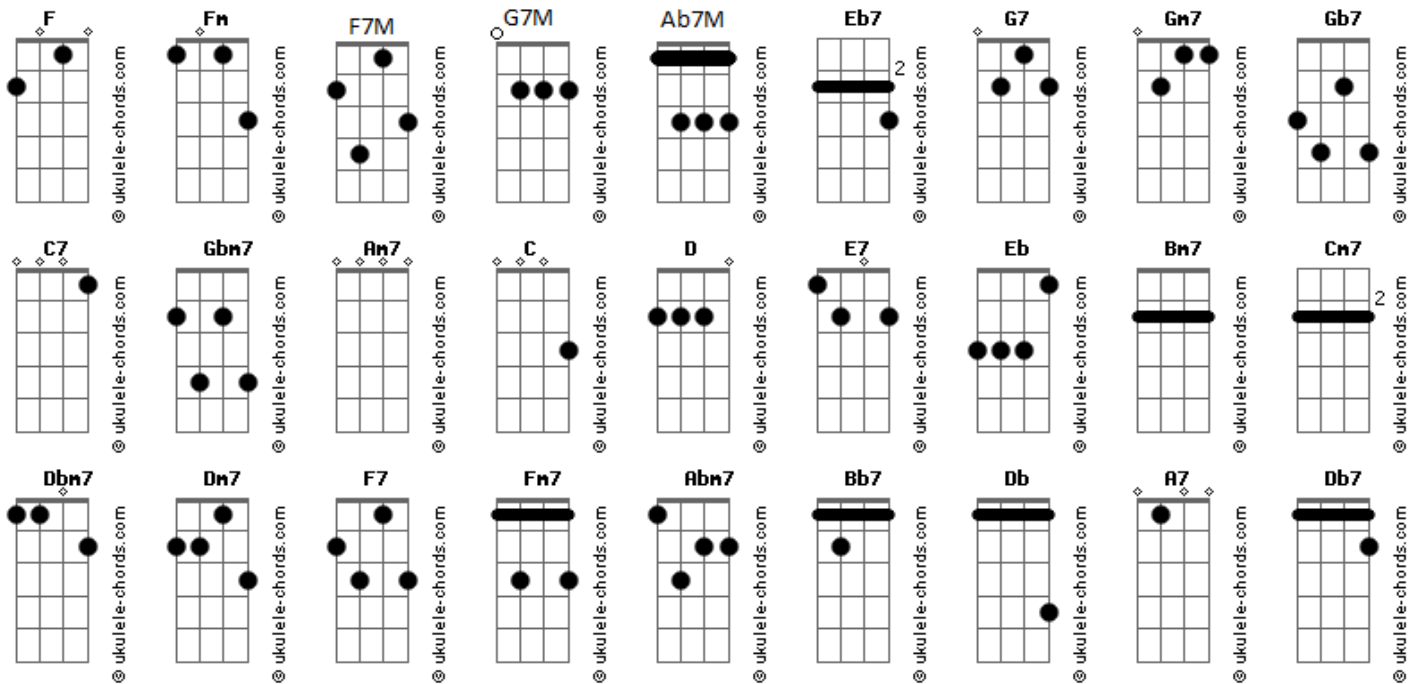 F Fm F7M G7M Ab7M Eb7 G7 Gm7 Gb7
2
© ukulele-chords.com © ukulele-chords.com © ukulele-chords.com © ukulele-chords.com © ukulele-chords.com © ukulele-chords.com © ukulele-chords.com © ukulele-chords.com © ukulele-chords.com
C7 Gbm7 Am7 C D E7 Eb Bm7 Cm7
2
© ukulele-chords.com © ukulele-chords.com © ukulele-chords.com © ukulele-chords.com © ukulele-chords.com © ukulele-chords.com © ukulele-chords.com © ukulele-chords.com © ukulele-chords.com
Dbm7 Dm7 F7 Fm7 Abm7 Bb7 Db A7 Db7
© ukulele-chords.com © ukulele-chords.com © ukulele-chords.com © ukulele-chords.com © ukulele-chords.com © ukulele-chords.com © ukulele-chords.com © ukulele-chords.com © ukulele-chords.com